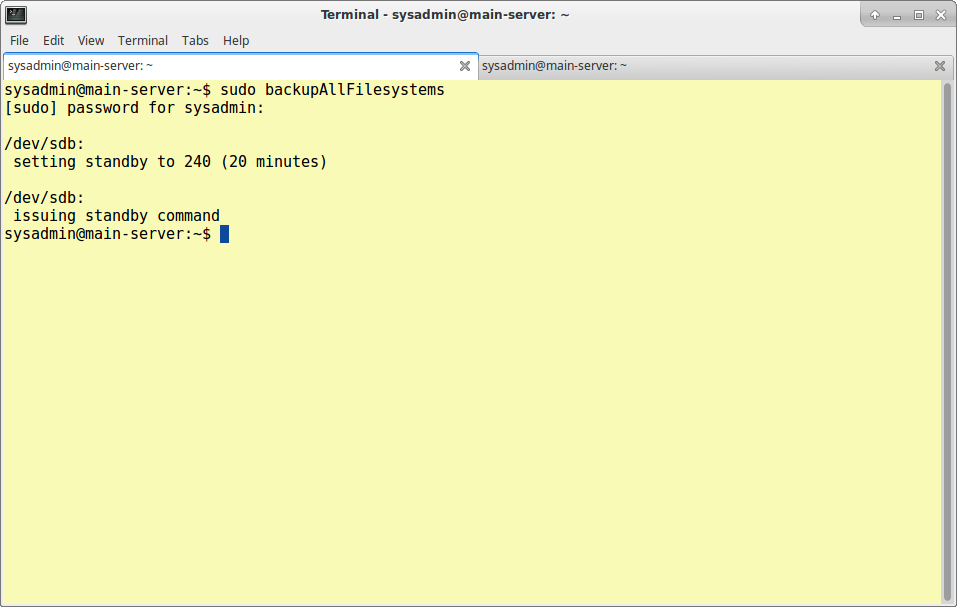 Terminal - sysadmin@main-server: ~
File Edit View Terminal Tabs Help
sysadmin@main-server: ~ sysadmin@main-server: ~
sysadmin@main-server:~$ sudo backupAllFilesystems
[sudo] password for sysadmin:
/dev/sdb:
setting standby to 240 (20 minutes)
/dev/sdb:
issuing standby command
sysadmin@main-server:~$